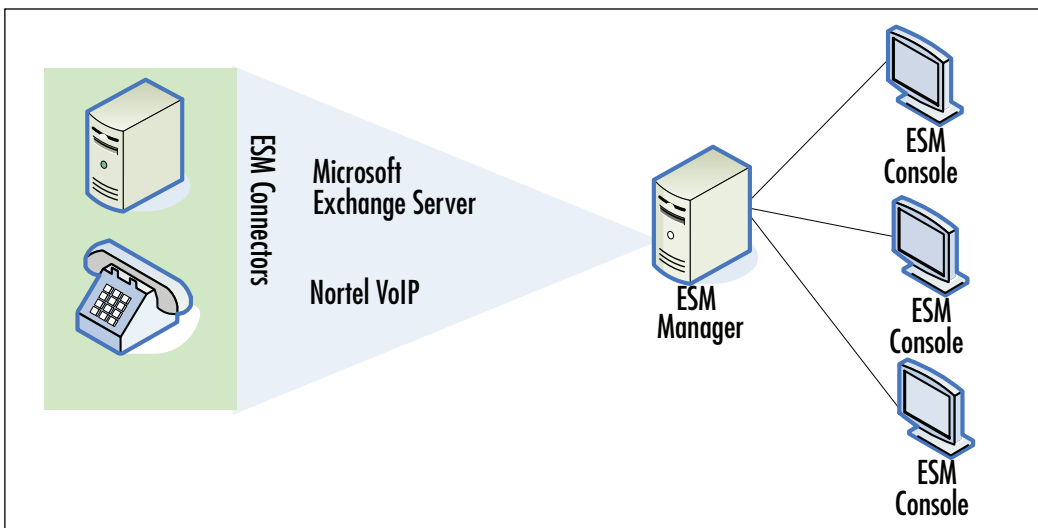 ESM Connectors
Microsoft
Exchange Server
Nortel VoIP
ESM
Manager
ESM
Console
ESM
Console
ESM
Console